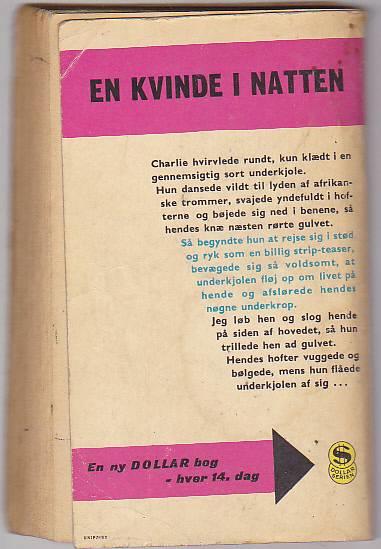 EN KVINDE I NATTEN
Charlie hvirvlede rundt, kun klædt i en
gennemsigtig sort underkjole.
Hun dansede vildt til lyden af afrikan-
ske trommer, svajede yndefuldt i hof-
terne og bøjede sig ned i benene, så
hendes knæ næsten rørte gulvet.
Så begyndte hun at rejse sig i stød
og ryk som en billig strip-teaser,
bevægede sig så voldsomt, at
underkjolen fløj op om livet på
hende og afslørede hendes
nøgne underkrop.
Jeg løb hen og slog hende
på siden af hovedet, så hun
trillede hen ad gulvet.
Hendes hofter vuggede og
bølgede, mens hun flåede
underkjolen af sig ...
En ny DOLLAR bog
- hver 14. dag
S
DOLLAR
SERIEN